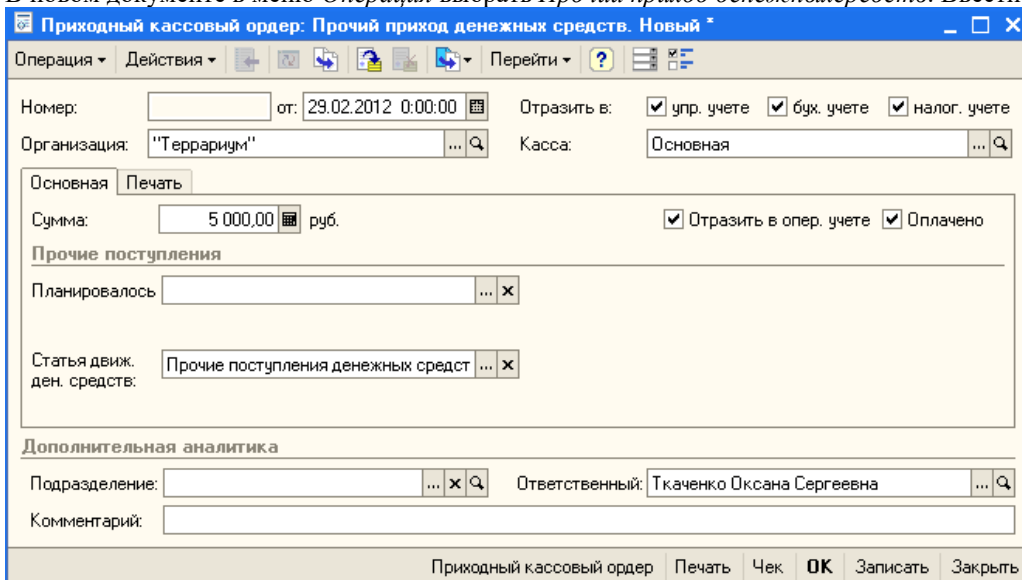 В новом документе в меню Операция выбрать Прочий приход денежных средств. Ввести
Приходный кассовый ордер: Прочий приход денежных средств. Новый *
Операция Действия Перейти ?
Номер: от: 29.02.2012 0:00:00 Отразить в: упр. учете бух. учете налог. учете
Организация: "Террариум" ... Касса: Основная ...
Основная Печать
Сумма: 5 000,00 руб. Отразить в опер. учете Оплачено
Прочие поступления
Планировалось ... x
Статья движ.
ден. средств: Прочие поступления денежных средст ... x
Дополнительная аналитика
Подразделение: ... x Ответственный: Ткаченко Оксана Сергеевна ...
Комментарий:
Приходный кассовый ордер Печать Чек OK Записать Закрыть